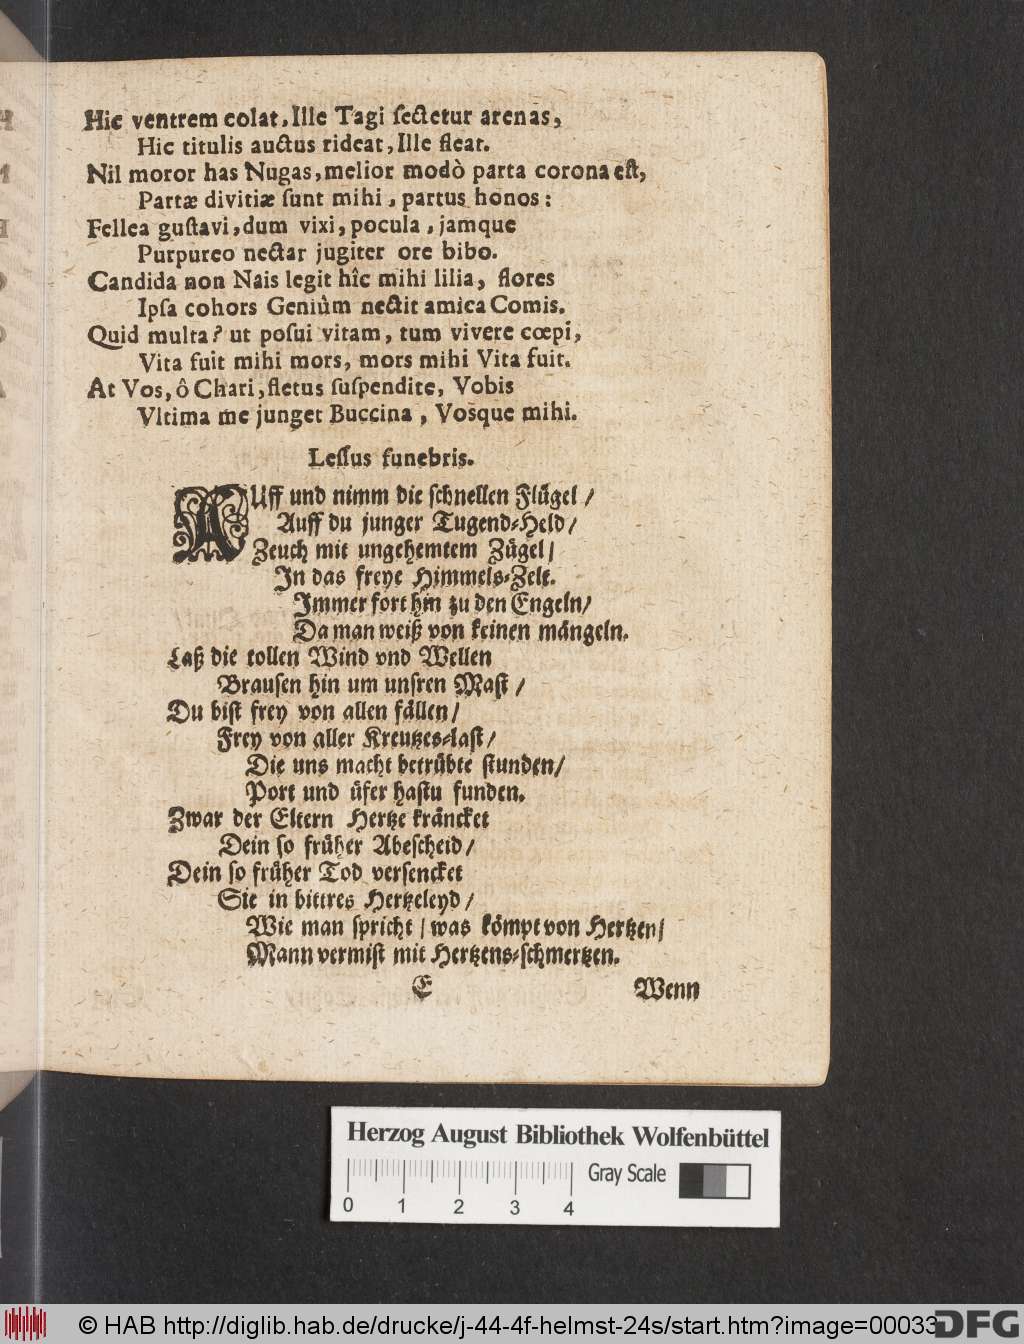 Hic ventrem colat, Ille Tagi ſectetur arenas,
Hic titulis auctus rideat, Ille fleat.
Nil moror has Nugas, melior modò parta corona eſt,
Partæ divitiæ ſunt mihi, partus honos:
Fellea guſtavi, dum vixi, pocula, jamque
Purpureo nectar jugiter ore bibo.
Candida non Nais legit hîc mihi lilia, flores
Ipſa cohors Geniûm nectit amica Comis.
Quid multa? ut poſui vitam, tum vivere cœpi,
Vita fuit mihi mors, mors mihi Vita fuit.
At Vos, ô Chari, fletus ſuſpendite, Vobis
Vltima me junget Buccina, Vosque mihi.
Leſſus funebris.
AUff und nimm die ſchnellen Flügel /
Auff du junger Tugend-Held /
Zeuch mit ungehemtem Zügel /
In das freye Himmels-Zelt.
Immer fort hin zu den Engeln /
Da man weiß von keinen mängeln.
Laß die tollen Wind vnd Wellen
Brauſen hin um unſren Maſt /
Du biſt frey von allen fällen /
Frey von aller Kreutzes-laſt /
Die uns macht betrübte ſtunden /
Port und üfer haſtu funden.
Zwar der Eltern Hertze kräncket
Dein ſo früher Abeſcheid /
Dein ſo früher Tod verſencket
Sie in bittres Hertzeleyd /
Wie man ſpricht / was kömpt von Hertzen /
Mann vermiſt mit Hertzens-ſchmertzen.
E Wenn
Herzog August Bibliothek Wolfenbüttel
Gray Scale
0 1 2 3 4
© HAB http://diglib.hab.de/drucke/j-44-4f-helmst-24s/start.htm?image=00033
DFG